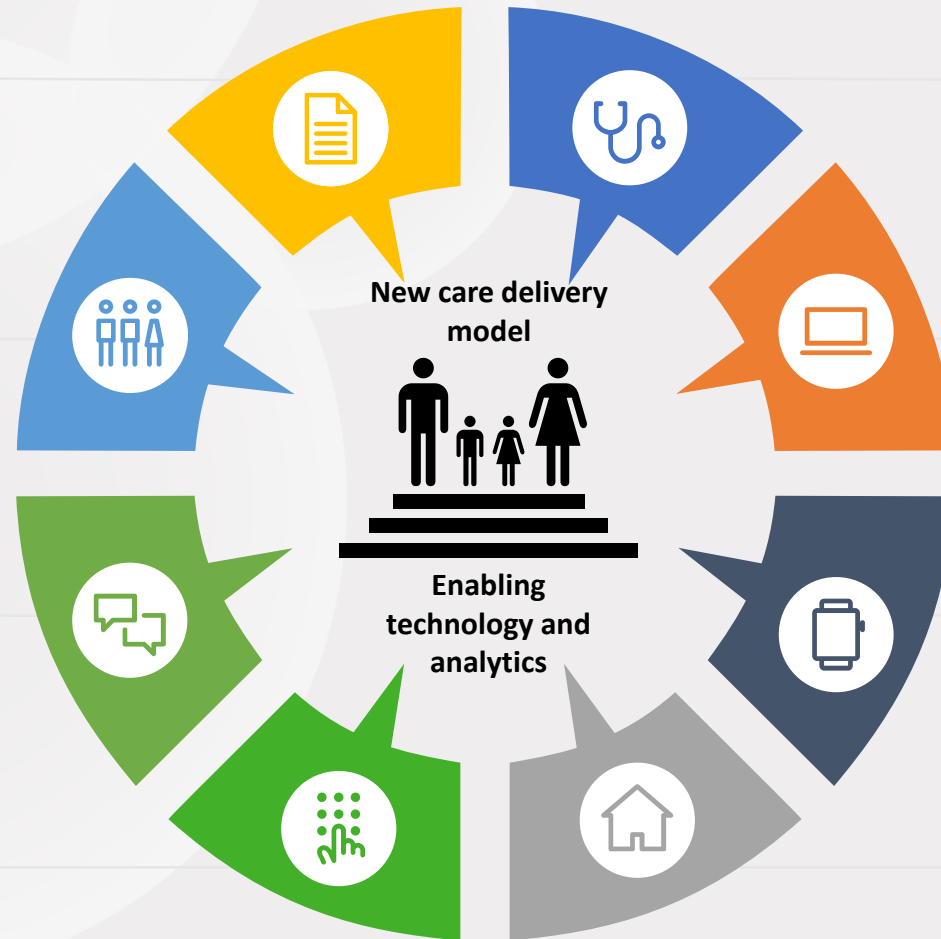 New care delivery
model
Enabling
technology and
analytics